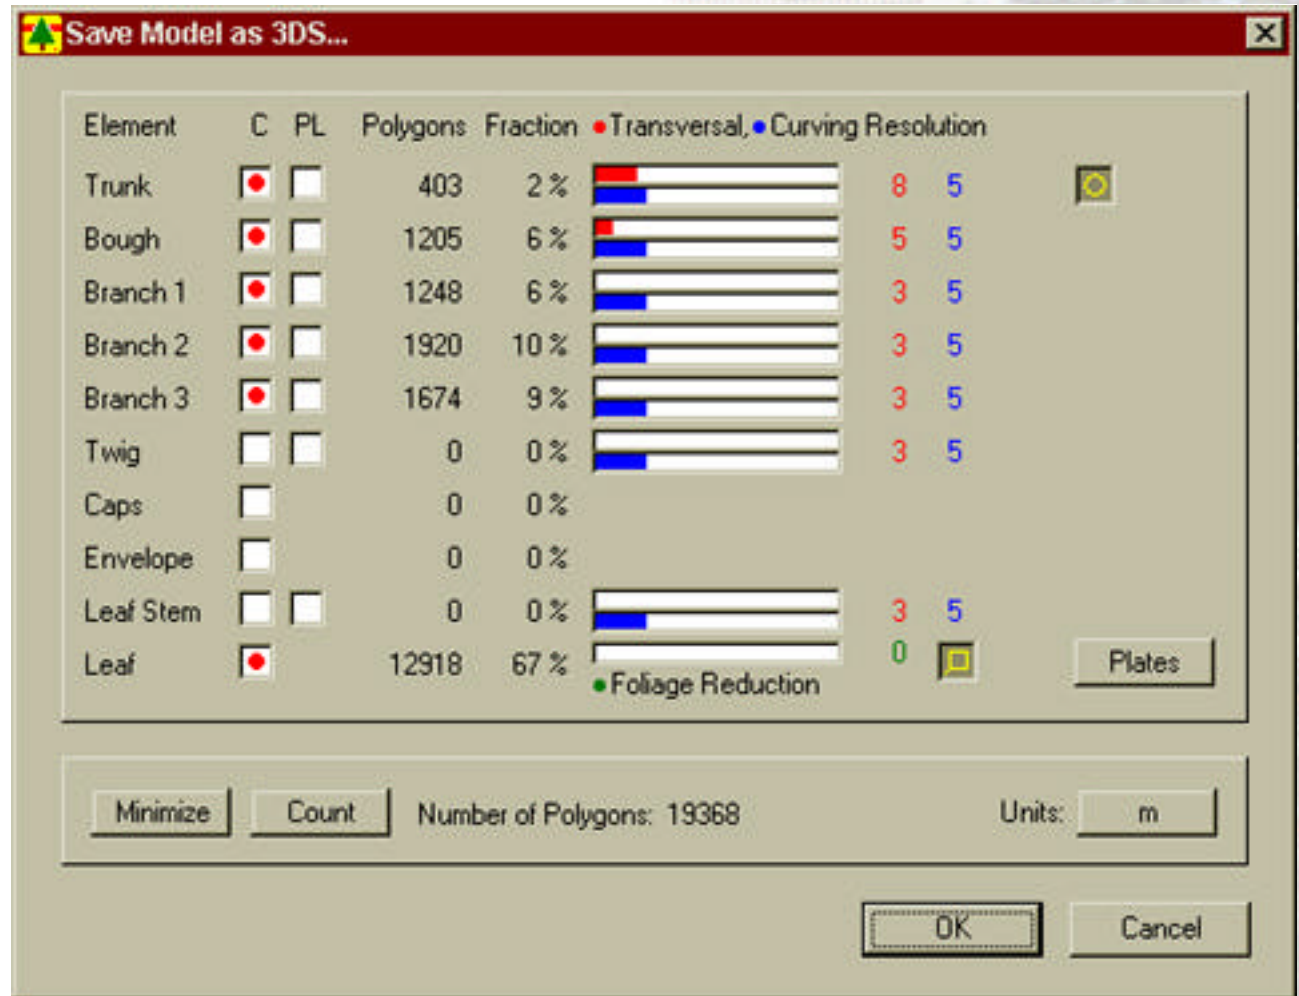 Save Model as 3DS...
Element C PL Polygons Fraction •Transversal, •Curving Resolution
Trunk 403 2 % 8 5
Bough 1205 6 % 5 5
Branch 1 1248 6 % 3 5
Branch 2 1920 10 % 3 5
Branch 3 1674 9 % 3 5
Twig 0 0 % 3 5
Caps 0 0 %
Envelope 0 0 %
Leaf Stem 0 0 % 3 5
Leaf 12918 67 % 0 Plates
•Foliage Reduction
Minimize Count Number of Polygons: 19368 Units: m
OK Cancel